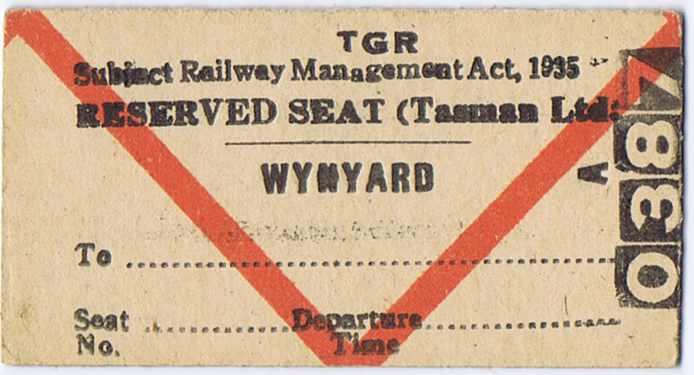 TGR
Subject Railway Management Act, 1935
RESERVED SEAT (Tasman Ltd.
WYNYARD
To
Seat No. Departure Time
A 0387